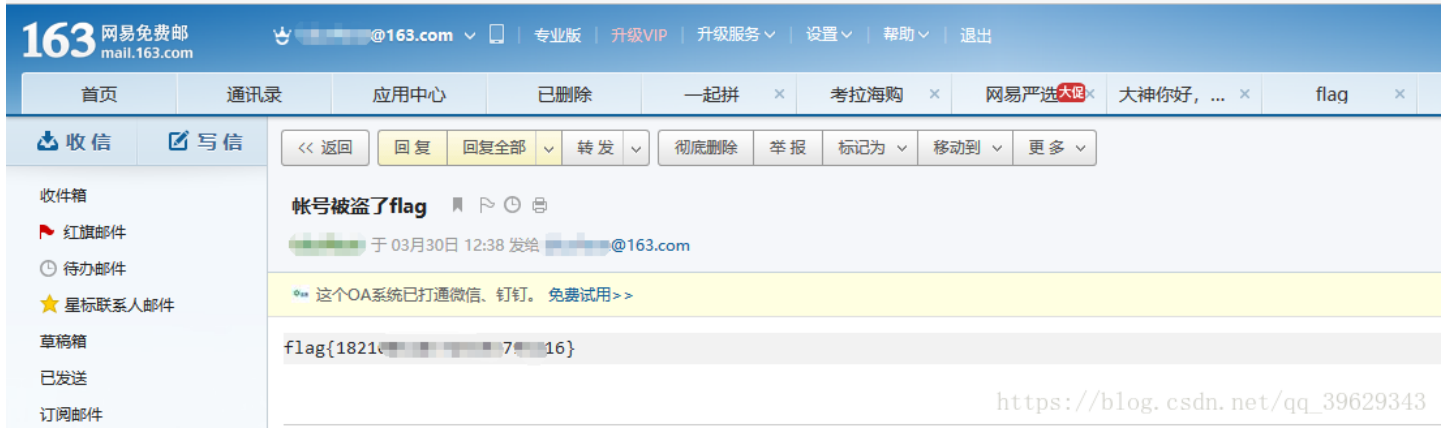 163 网易免费邮 mail.163.com @163.com 专业版 升级VIP 升级服务 设置 帮助 退出
首页 通讯录 应用中心 已删除 一起拼 × 考拉海购 × 网易严选 大促 × 大神你好，... × flag ×
收信 写信 << 返回 回复 回复全部 转发 彻底删除 举报 标记为 移动到 更多
收件箱
帐号被盗了flag
红旗邮件
于 03月30日 12:38 发给 @163.com
待办邮件
这个OA系统已打通微信、钉钉。 免费试用>>
星标联系人邮件
草稿箱
flag{1821 7 16}
已发送
订阅邮件
https://blog.csdn.net/qq_39629343